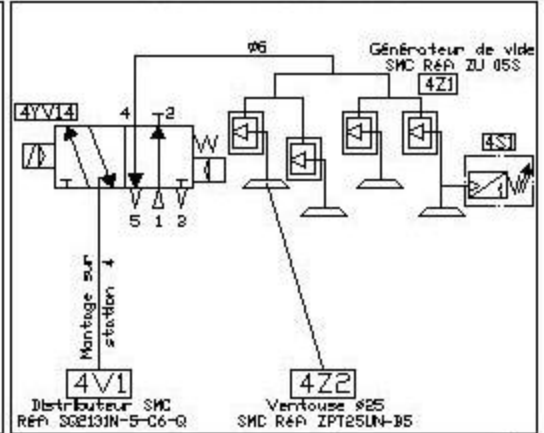 Ø6
Générateur de vide
SMC Réf. ZU 05S
4Z1
4YV14
4 2
4S1
5 1 3
Montage sur
station 4
4V1
4Z2
Distributeur SMC
Réf. SQ2131N-5-C6-Q
Ventouse Ø25
SMC Réf. ZPT25UN-B5